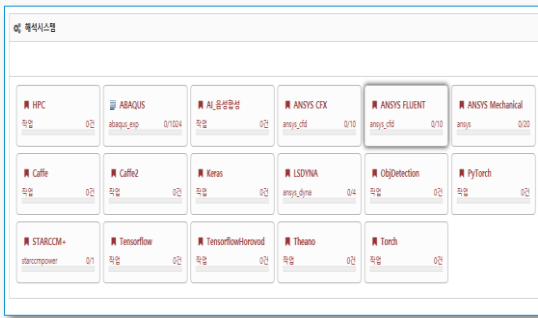 해석시스템
HPC
작업 0건
ABAQUS
abaqus_exp 0/1024
AI_음성합성
작업 0건
ANSYS CFX
ansys_cfd 0/10
ANSYS FLUENT
ansys_cfd 0/10
ANSYS Mechanical
ansys 0/20
Caffe
작업 0건
Caffe2
작업 0건
Keras
작업 0건
LSDYNA
ansys_dyna 0/4
ObjDetection
작업 0건
PyTorch
작업 0건
STARCCM+
starccmpower 0/1
Tensorflow
작업 0건
TensorflowHorovod
작업 0건
Theano
작업 0건
Torch
작업 0건